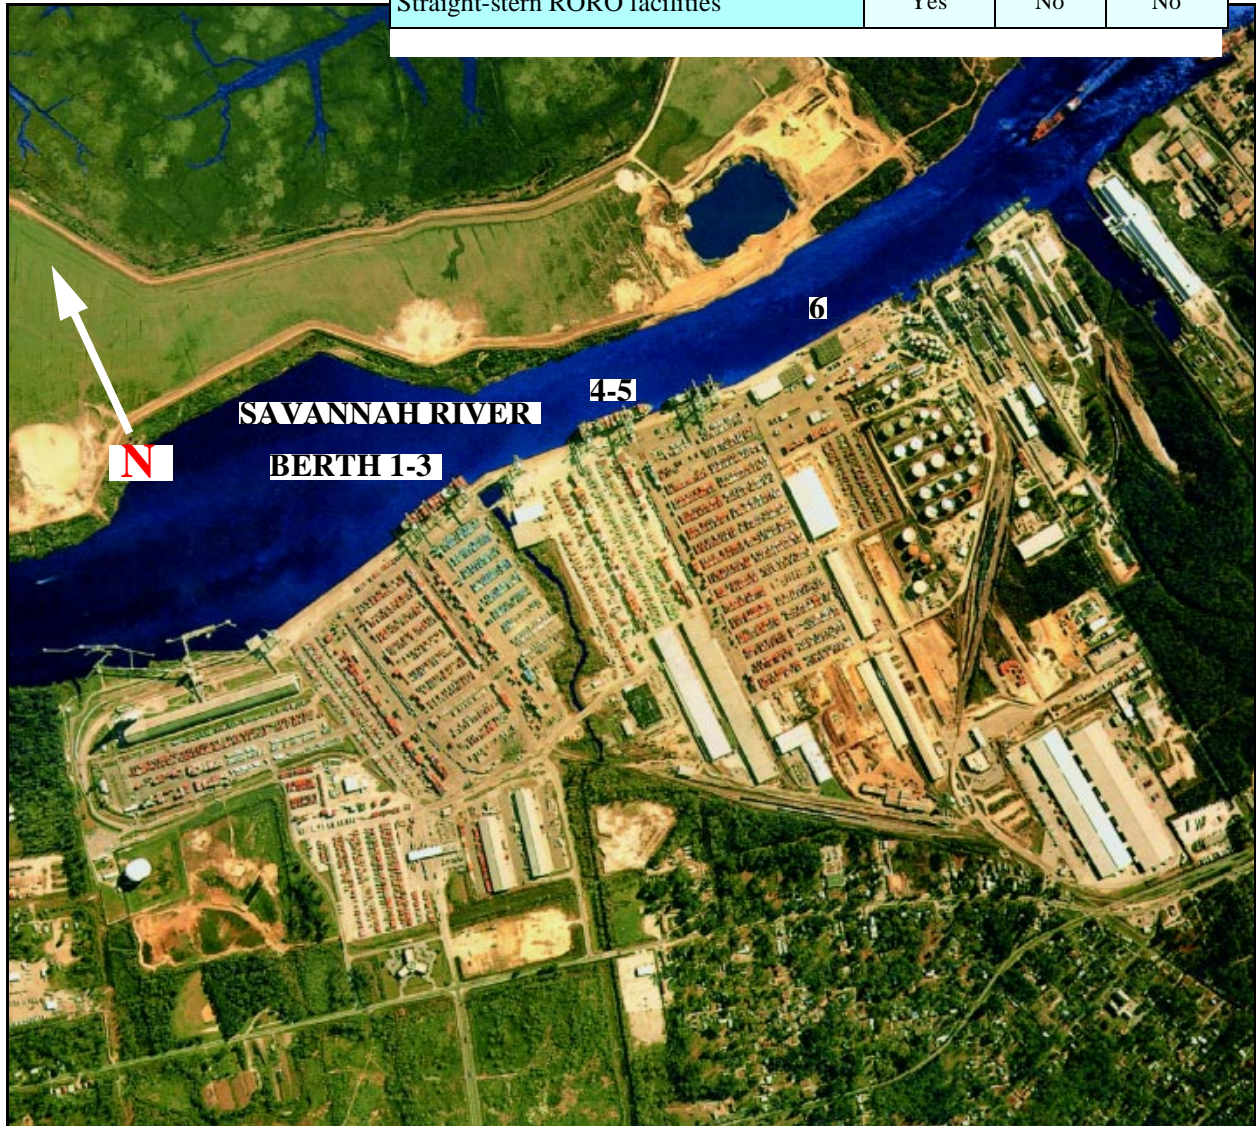 Straight-stern RORO facilities Yes No No
6
4-5
SAVANNAH RIVER
BERTH 1-3
N